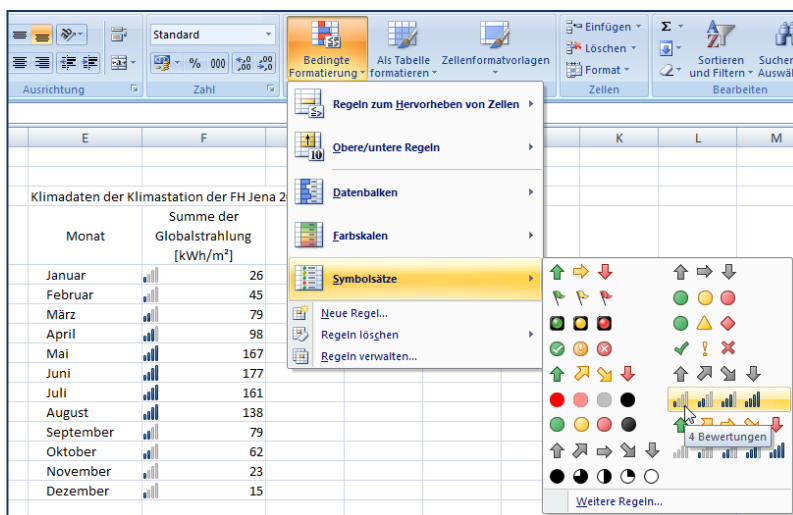 Standard
% 000
,00 ,0
Bedingte Formatierung
Als Tabelle formatieren
Zellenformatvorlagen
Einfügen
Löschen
Format
Σ
Sortieren und Filtern
Suchen
Auswäh
Ausrichtung
Zahl
Zellen
Bearbeiten
E F K L M
Klimadaten der Klimastation der FH Jena 2
Monat
Summe der
Globalstrahlung
[kWh/m²]
Januar 26
Februar 45
März 79
April 98
Mai 167
Juni 177
Juli 161
August 138
September 79
Oktober 62
November 23
Dezember 15
Regeln zum Hervorheben von Zellen
Obere/untere Regeln
10
Datenbalken
Farbskalen
Symbolsätze
Neue Regel...
Regeln löschen
Regeln verwalten...
4 Bewertungen
Weitere Regeln...